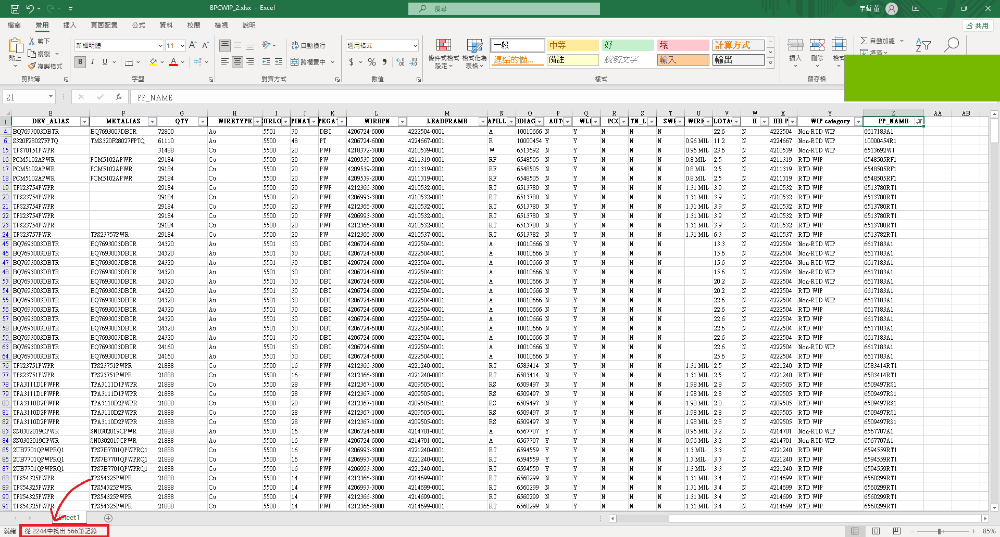 BPCWIP_2.xlsx - Excel
搜尋
宇哲 董
檔案 常用 插入 頁面配置 公式 資料 校閱 檢視 說明
共用
貼上
剪下
複製
複製格式
剪貼簿
新細明體 11
B I U
字型
自動換行
跨欄置中
對齊方式
通用格式
$ %
數值
條件式格式
設定
格式化為
表格
一般 中等 好 壞 計算方式
連結的儲... 備註 說明文字 輸入 輸出
樣式
插入 刪除 格式
儲存格
自動加總
填滿
Z1 fx PP_NAME
E F G H I J K L M N O P Q R S T U V W X Y Z AA AB
1 DEV_ALIAS MKTALIAS QTY WIRETYPE URLO PINAT PKGA WIREPN LEADFRAME APILL BDIAG AUT WLI PCC TN_L SWE WIRE LOTA H HB P WIP category PP_NAME
4 BQ7693003DBTR BQ7693003DBTR 72800 Au 5501 30 DBT 4206724-6000 4222504-0001 A 10010666 N Y N N N 22.6 N 4222504 Non-RTD WIP 6617183A1
6 S320F28027FPTQ TMS320F28027FPTQ 61110 Au 5500 48 PT 4206724-6000 4224667-0001 R 10000454 Y Y N N N 0.96 MIL 11.2 N 4224667 Non-RTD WIP 10000454R1
15 TPS70151PWPR 31488 Cu 5500 20 PWP 4218372-3000 4210539-0001 W 6513692 N Y N N N 0.96 MIL 23.6 N 4210539 Non-RTD WIP 6513692W1
16 PCM5102APWR PCM5102APWR 29184 Cu 5500 20 PW 4209539-2000 4211319-0001 RF 6548505 N Y N N N 0.8 MIL 2.5 N 4211319 RTD WIP 6548505RF1
17 PCM5102APWR PCM5102APWR 29184 Cu 5500 20 PW 4209539-2000 4211319-0001 RF 6548505 N Y N N N 0.8 MIL 2.5 N 4211319 RTD WIP 6548505RF1
18 PCM5102APWR PCM5102APWR 29184 Cu 5500 20 PW 4209539-2000 4211319-0001 RF 6548505 N Y N N N 0.8 MIL 2.5 N 4211319 RTD WIP 6548505RF1
19 TPS23754PWPR 29184 Cu 5500 20 PWP 4212366-3000 4210532-0001 RT 6513780 N Y N N N 1.31 MIL 3.9 N 4210532 RTD WIP 6513780RT1
20 TPS23754PWPR 29184 Cu 5500 20 PWP 4206993-3000 4210532-0001 RT 6513780 N Y N N N 1.31 MIL 3.9 N 4210532 RTD WIP 6513780RT1
21 TPS23754PWPR 29184 Cu 5500 20 PWP 4212366-3000 4210532-0001 RT 6513780 N Y N N N 1.31 MIL 3.9 N 4210532 RTD WIP 6513780RT1
22 TPS23754PWPR 29184 Cu 5500 20 PWP 4206993-3000 4210532-0001 RT 6513780 N Y N N N 1.31 MIL 3.9 N 4210532 RTD WIP 6513780RT1
23 TPS23754PWPR 29184 Cu 5500 20 PWP 4212366-3000 4210532-0001 RT 6513780 N Y N N N 1.31 MIL 3.9 N 4210532 RTD WIP 6513780RT1
24 TPS23757PWR TPS23757PWR 29184 Cu 5500 20 PW 4212366-3000 4210537-0001 RT 6513782 N Y N N N 1.31 MIL 6.3 N 4210537 RTD WIP 6513782RT1
45 BQ7693003DBTR BQ7693003DBTR 24320 Au 5501 30 DBT 4206724-6000 4222504-0001 A 10010666 N Y N N N 13.3 N 4222504 Non-RTD WIP 6617183A1
46 BQ7693003DBTR BQ7693003DBTR 24320 Au 5501 30 DBT 4206724-6000 4222504-0001 A 10010666 N Y N N N 15.6 N 4222504 Non-RTD WIP 6617183A1
47 BQ7693003DBTR BQ7693003DBTR 24320 Au 5501 30 DBT 4206724-6000 4222504-0001 A 10010666 N Y N N N 15.6 N 4222504 Non-RTD WIP 6617183A1
48 BQ7693003DBTR BQ7693003DBTR 24320 Au 5501 30 DBT 4206724-6000 4222504-0001 A 10010666 N Y N N N 15.6 N 4222504 Non-RTD WIP 6617183A1
53 BQ7693003DBTR BQ7693003DBTR 24320 Au 5501 30 DBT 4206724-6000 4222504-0001 A 10010666 N Y N N N 20.2 N 4222504 Non-RTD WIP 6617183A1
54 BQ7693003DBTR BQ7693003DBTR 24320 Au 5501 30 DBT 4206724-6000 4222504-0001 A 10010666 N Y N N N 20.2 N 4222504 RTD WIP 6617183A1
55 BQ7693003DBTR BQ7693003DBTR 24320 Au 5501 30 DBT 4206724-6000 4222504-0001 A 10010666 N Y N N N 22.6 N 4222504 Non-RTD WIP 6617183A1
56 BQ7693003DBTR BQ7693003DBTR 24320 Au 5501 30 DBT 4206724-6000 4222504-0001 A 10010666 N Y N N N 22.6 N 4222504 RTD WIP 6617183A1
57 BQ7693003DBTR BQ7693003DBTR 24320 Au 5501 30 DBT 4206724-6000 4222504-0001 A 10010666 N Y N N N 22.6 N 4222504 RTD WIP 6617183A1
58 BQ7693003DBTR BQ7693003DBTR 24320 Au 5501 30 DBT 4206724-6000 4222504-0001 A 10010666 N Y N N N 22.6 N 4222504 RTD WIP 6617183A1
59 BQ7693003DBTR BQ7693003DBTR 24320 Au 5501 30 DBT 4206724-6000 4222504-0001 A 10010666 N Y N N N 22.6 N 4222504 RTD WIP 6617183A1
63 BQ7693003DBTR BQ7693003DBTR 24160 Au 5501 30 DBT 4206724-6000 4222504-0001 A 10010666 N Y N N N 22.6 N 4222504 Non-RTD WIP 6617183A1
64 BQ7693003DBTR BQ7693003DBTR 24160 Au 5501 30 DBT 4206724-6000 4222504-0001 A 10010666 N Y N N N 25.6 N 4222504 RTD WIP 6617183A1
76 TPS23751PWPR TPS23751PWPR 21888 Cu 5500 16 PWP 4212366-3000 4221240-0001 RT 6583414 N Y N N N 1.31 MIL 2.5 N 4221240 RTD WIP 6583414RT1
77 TPS23751PWPR TPS23751PWPR 21888 Cu 5500 16 PWP 4212366-3000 4221240-0001 RT 6583414 N Y N N N 1.31 MIL 2.5 N 4221240 RTD WIP 6583414RT1
78 TPA3111D1PWPR TPA3111D1PWPR 21888 Cu 5500 28 PWP 4212367-1000 4209505-0001 RS 6509497 N Y N N N 1.98 MIL 2.8 N 4209505 RTD WIP 6509497RS1
79 TPA3111D1PWPR TPA3111D1PWPR 21888 Cu 5500 28 PWP 4212367-1000 4209505-0001 RS 6509497 N Y N N N 1.98 MIL 2.8 N 4209505 RTD WIP 6509497RS1
80 TPA3110D2PWPR TPA3110D2PWPR 21888 Cu 5500 28 PWP 4212367-1000 4209505-0001 RS 6509497 N Y N N N 1.98 MIL 2.8 N 4209505 RTD WIP 6509497RS1
81 TPA3110D2PWPR TPA3110D2PWPR 21888 Cu 5500 28 PWP 4212367-1000 4209505-0001 RS 6509497 N Y N N N 1.98 MIL 2.8 N 4209505 RTD WIP 6509497RS1
82 TPA3110D2PWPR TPA3110D2PWPR 21888 Cu 5500 28 PWP 4212367-1000 4209505-0001 RS 6509497 N Y N N N 1.98 MIL 2.8 N 4209505 RTD WIP 6509497RS1
83 SN0302019CPWR SN0302019CPWR 21888 Au 5500 16 PW 4206724-6000 4214701-0001 A 6567707 Y Y N N N 0.96 MIL 3.2 N 4214701 Non-RTD WIP 6567707A1
84 SN0302019CPWR SN0302019CPWR 21888 Au 5500 16 PW 4206724-6000 4214701-0001 A 6567707 Y Y N N N 0.96 MIL 3.2 N 4214701 Non-RTD WIP 6567707A1
85 2UB7701QPWPRQ1 TPS7B7701QPWPRQ1 21888 Cu 5500 16 PWP 4206993-3000 4221240-0001 RT 6594559 Y Y N N N 1.3 MIL 3.3 N 4221240 RTD WIP 6594559RT1
86 2UB7701QPWPRQ1 TPS7B7701QPWPRQ1 21888 Cu 5500 16 PWP 4206993-3000 4221240-0001 RT 6594559 Y Y N N N 1.3 MIL 3.3 N 4221240 RTD WIP 6594559RT1
87 2UB7701QPWPRQ1 TPS7B7701QPWPRQ1 21888 Cu 5500 16 PWP 4206993-3000 4221240-0001 RT 6594559 Y Y N N N 1.3 MIL 3.3 N 4221240 RTD WIP 6594559RT1
88 TPS54325PWPR TPS54325PWPR 21888 Cu 5500 14 PWP 4212366-3000 4214699-0001 RT 6560299 N Y N N N 1.31 MIL 3.4 N 4214699 RTD WIP 6560299RT1
89 TPS54325PWPR TPS54325PWPR 21888 Cu 5500 14 PWP 4206993-3000 4214699-0001 RT 6560299 N Y N N N 1.31 MIL 3.4 N 4214699 RTD WIP 6560299RT1
90 TPS54325PWPR TPS54325PWPR 21888 Cu 5500 14 PWP 4212366-3000 4214699-0001 RT 6560299 N Y N N N 1.31 MIL 3.4 N 4214699 RTD WIP 6560299RT1
91 TPS54325PWPR TPS54325PWPR 21888 Cu 5500 14 PWP 4212366-3000 4214699-0001 RT 6560299 N Y N N N 1.31 MIL 3.4 N 4214699 RTD WIP 6560299RT1
Sheet1
就緒 從 2244中找出 566筆記錄 85%